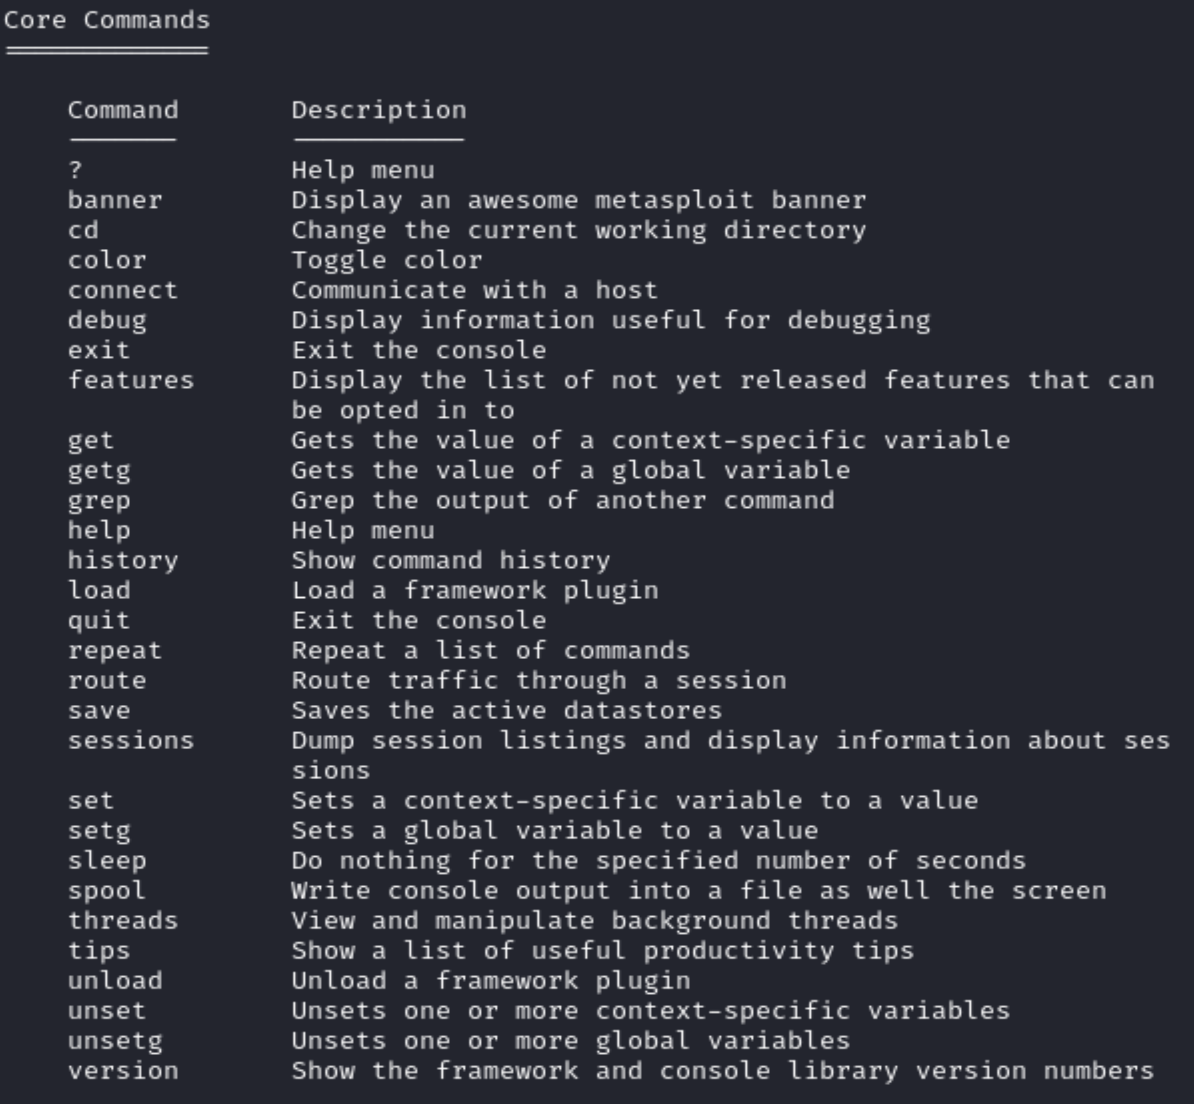 Core Commands
=============
Command Description
------- -----------
? Help menu
banner Display an awesome metasploit banner
cd Change the current working directory
color Toggle color
connect Communicate with a host
debug Display information useful for debugging
exit Exit the console
features Display the list of not yet released features that can
be opted in to
get Gets the value of a context-specific variable
getg Gets the value of a global variable
grep Grep the output of another command
help Help menu
history Show command history
load Load a framework plugin
quit Exit the console
repeat Repeat a list of commands
route Route traffic through a session
save Saves the active datastores
sessions Dump session listings and display information about ses
sions
set Sets a context-specific variable to a value
setg Sets a global variable to a value
sleep Do nothing for the specified number of seconds
spool Write console output into a file as well the screen
threads View and manipulate background threads
tips Show a list of useful productivity tips
unload Unload a framework plugin
unset Unsets one or more context-specific variables
unsetg Unsets one or more global variables
version Show the framework and console library version numbers